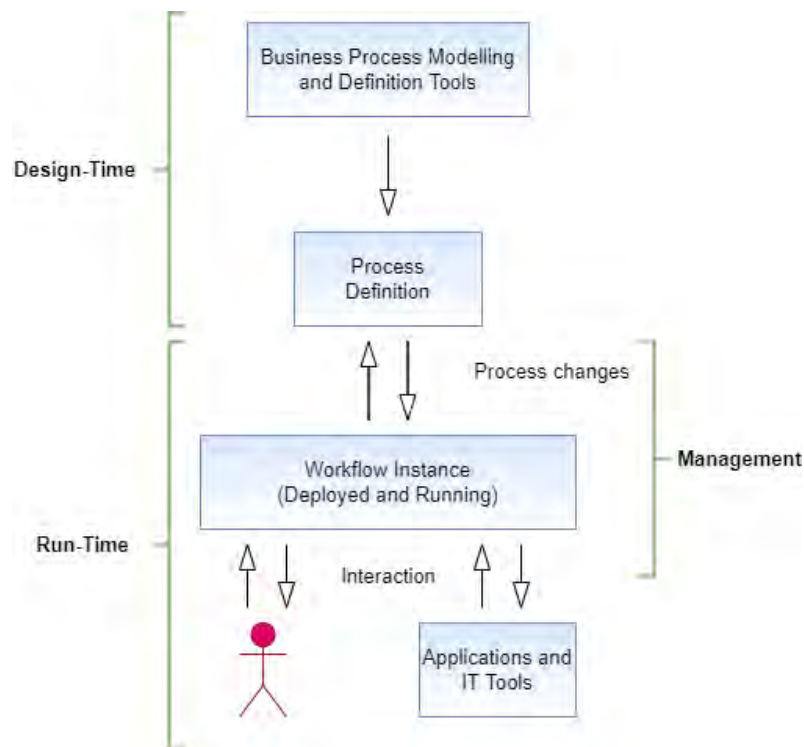 Business Process Modelling
and Definition Tools
Design-Time
Process
Definition
Process changes
Workflow Instance
(Deployed and Running)
Management
Run-Time
Interaction
Applications and
IT Tools